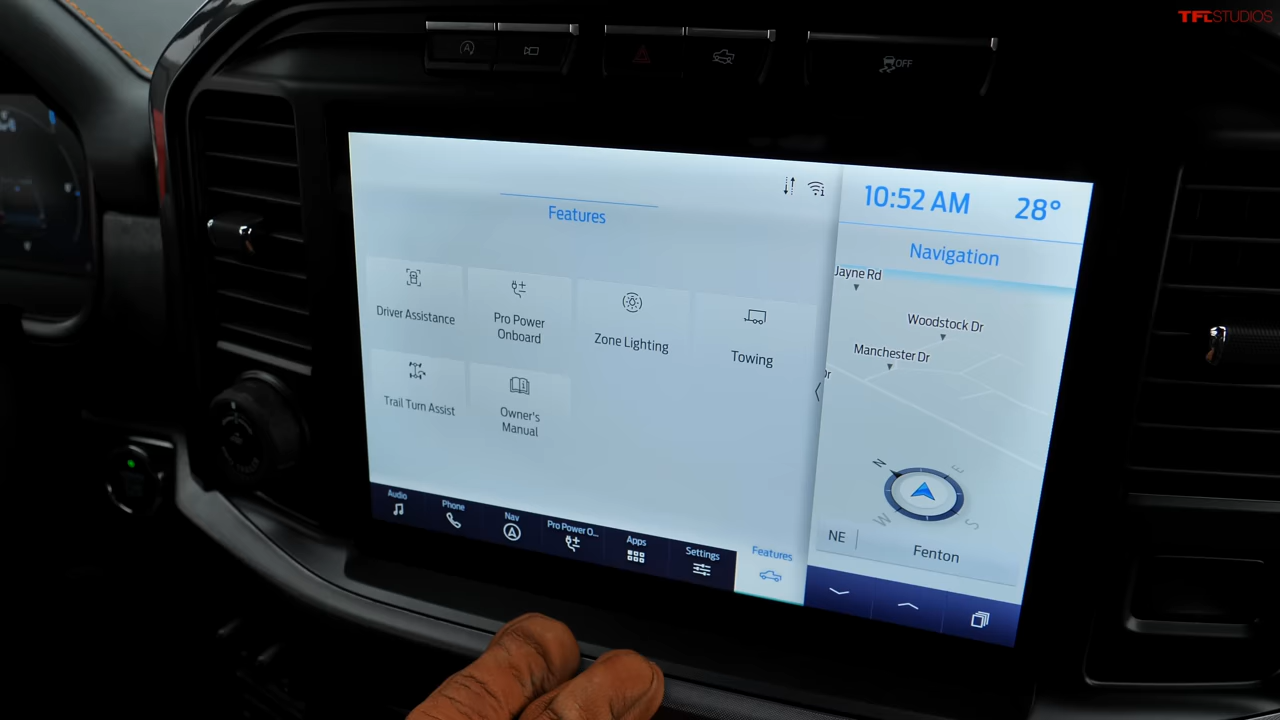 TFLSTUDIOS
OFF
10:52 AM
28°
Features
Navigation
Jayne Rd
Woodstock Dr
Manchester Dr
Driver Assistance
Pro Power
Onboard
Zone Lighting
Towing
Trail Turn Assist
Owner's
Manual
N
E
W
S
NE
Fenton
Audio
Phone
Nav
Pro Power O...
Apps
Settings
Features